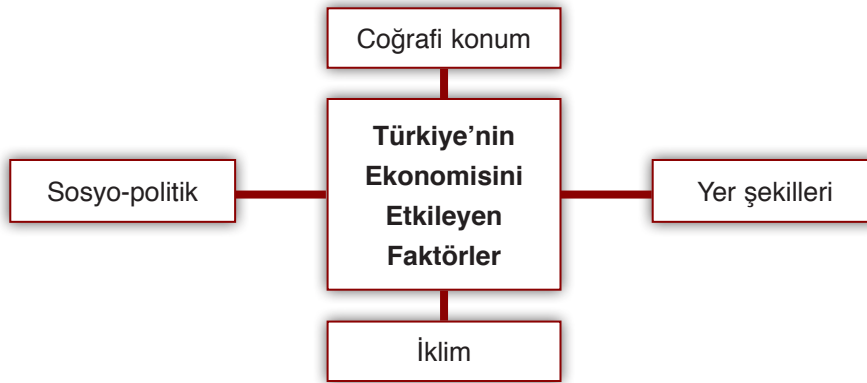 Coğrafi konum
Türkiye’nin
Ekonomisini
Etkileyen
Faktörler
Sosyo-politik
Yer şekilleri
İklim